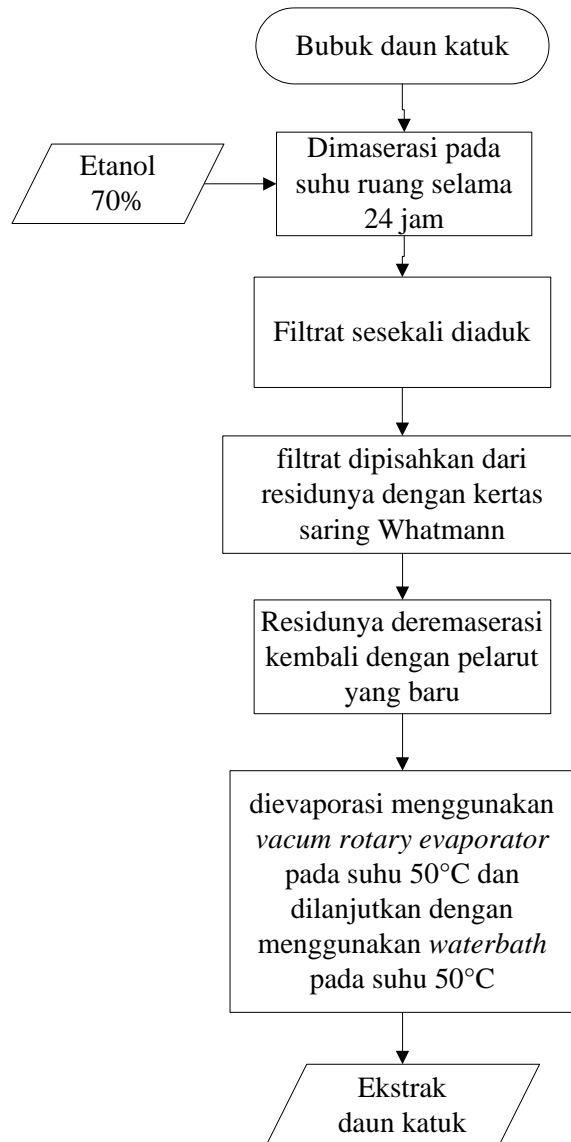 Bubuk daun katuk
Etanol
70%
Dimaserasi pada
suhu ruang selama
24 jam
Filtrat sesekali diaduk
filtrat dipisahkan dari
residunya dengan kertas
saring Whatmann
Residunya deremaserasi
kembali dengan pelarut
yang baru
dievaporasi menggunakan
vacum rotary evaporator
pada suhu 50°C dan
dilanjutkan dengan
menggunakan waterbath
pada suhu 50°C
Ekstrak
daun katuk